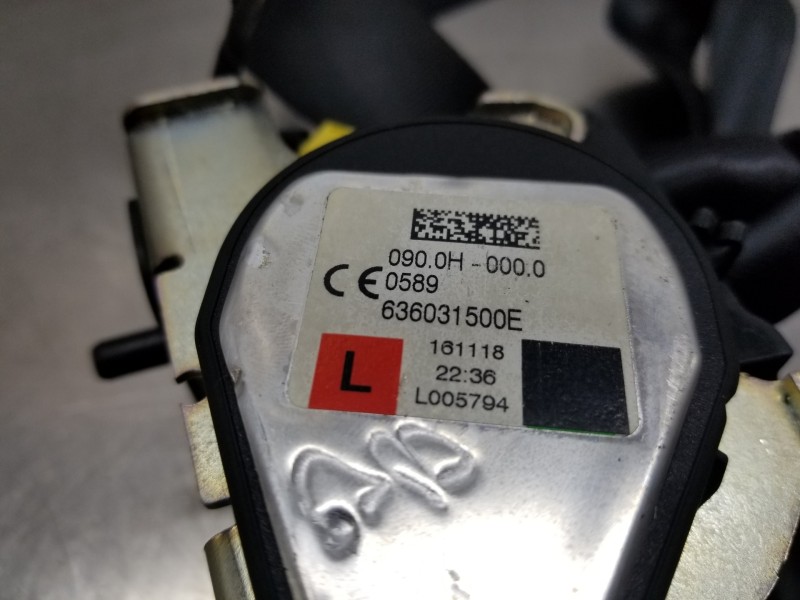 090.0H - 000.0
CE 0589
636031500E
L
161118
22:36
L005794